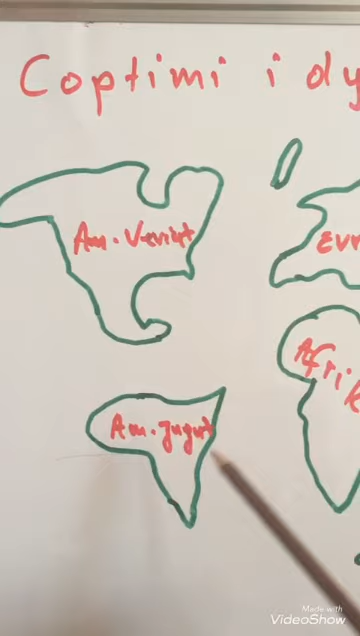 Coptimi i dy
Am. Veriut
Evr
Afrik
Am. Jugut
Made with
VideoShow